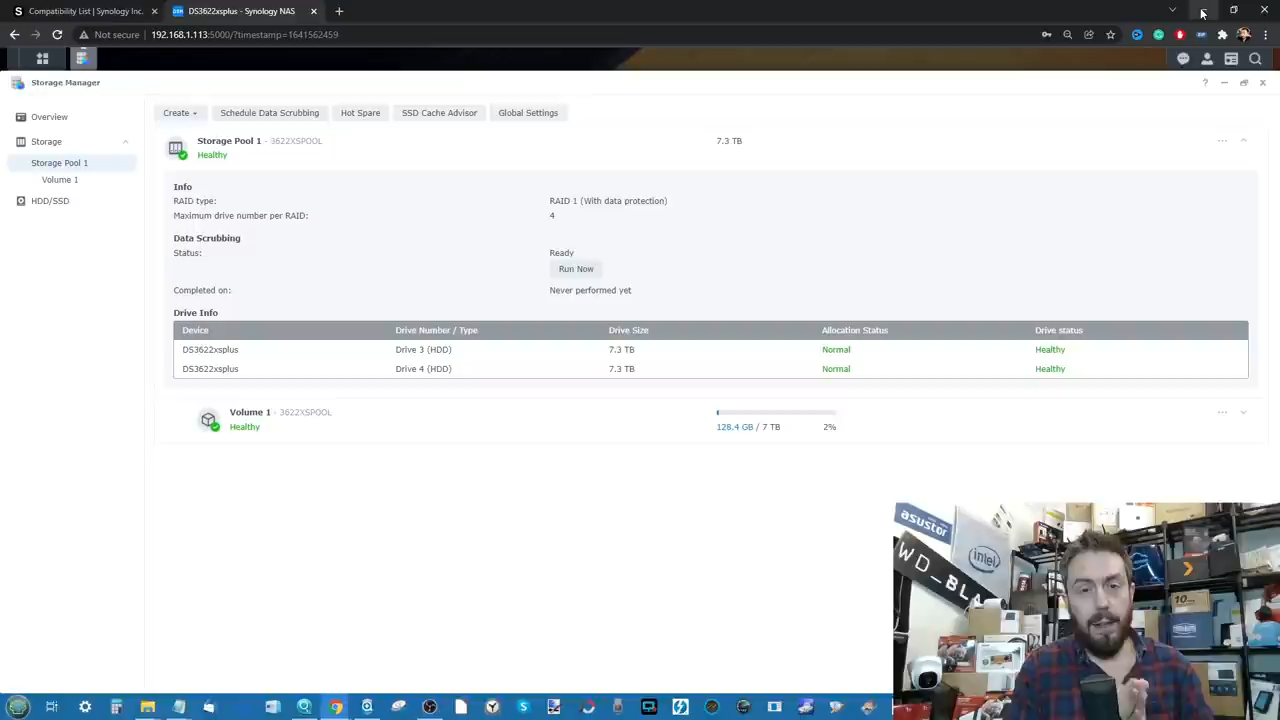 Compatibility List | Synology Inc.
DS3622xsplus - Synology NAS
Not secure
192.168.1.113:5000/?timestamp=1641562459
Storage Manager
Overview
Storage
Storage Pool 1
Volume 1
HDD/SSD
Create
Schedule Data Scrubbing
Hot Spare
SSD Cache Advisor
Global Settings
Storage Pool 1 - 3622XSPOOL
7.3 TB
Healthy
Info
RAID type:
RAID 1 (With data protection)
Maximum drive number per RAID:
4
Data Scrubbing
Status:
Ready
Run Now
Completed on:
Never performed yet
Drive Info
Device
Drive Number / Type
Drive Size
Allocation Status
Drive status
DS3622xsplus
Drive 3 (HDD)
7.3 TB
Normal
Healthy
DS3622xsplus
Drive 4 (HDD)
7.3 TB
Normal
Healthy
Volume 1 - 3622XSPOOL
Healthy
128.4 GB / 7 TB
2%
asustor
intel
WD_BLA
10